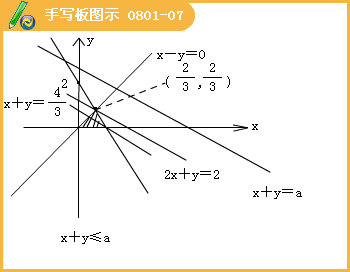 手写板图示 0801-07
y
x－y＝0
2
( 2/3 , 2/3 )
x＋y＝4/3
x
2x＋y＝2
x＋y＝a
x＋y≤a